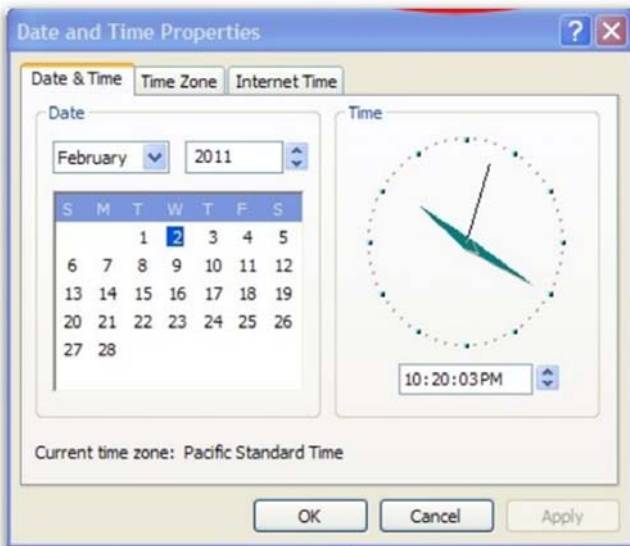 Date and Time Properties
Date & Time Time Zone Internet Time
Date
February 2011
S M T W T F S
1 2 3 4 5
6 7 8 9 10 11 12
13 14 15 16 17 18 19
20 21 22 23 24 25 26
27 28
Time
10:20:03PM
Current time zone: Pacific Standard Time
OK Cancel Apply